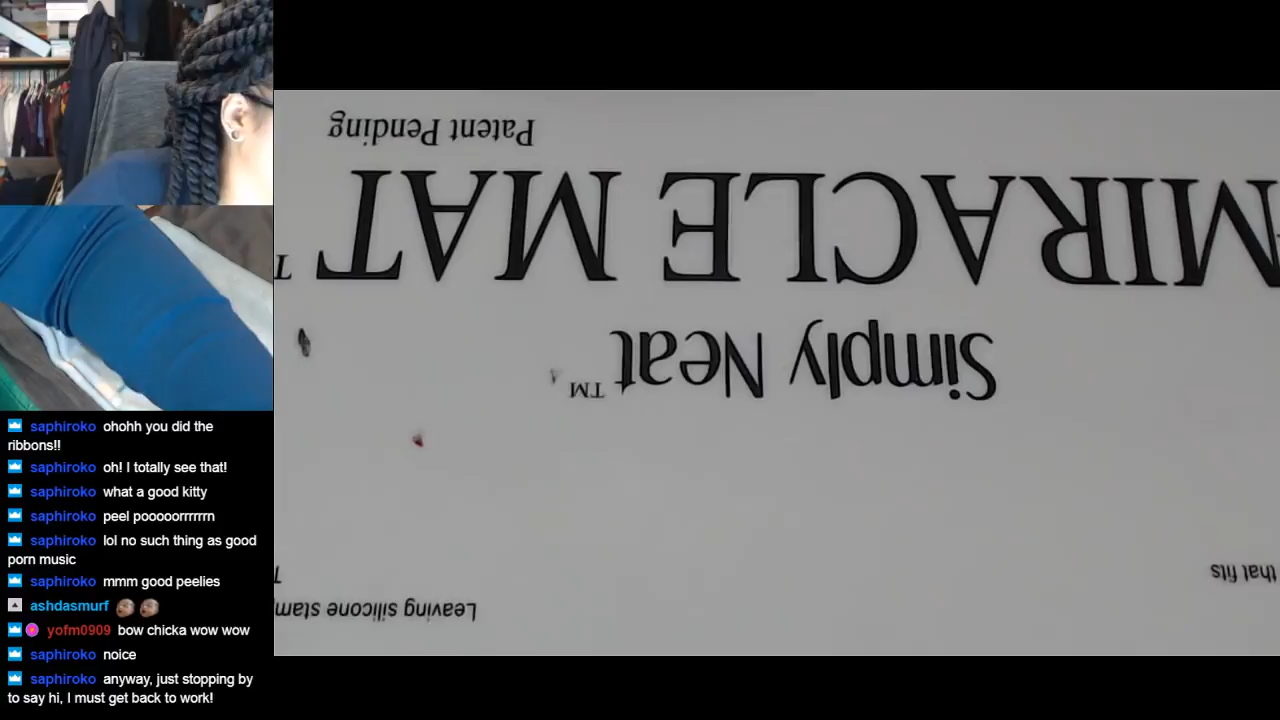 Patent Pending
MIRACLE MAT
Simply Neat™
that fits
Leaving silicone stam
T
T
saphiroko ohohh you did the
ribbons!!
saphiroko oh! I totally see that!
saphiroko what a good kitty
saphiroko peel pooooorrrrrrn
saphiroko lol no such thing as good
porn music
saphiroko mmm good peelies
ashdasmurf
yofm0909 bow chicka wow wow
saphiroko noice
saphiroko anyway, just stopping by
to say hi, I must get back to work!